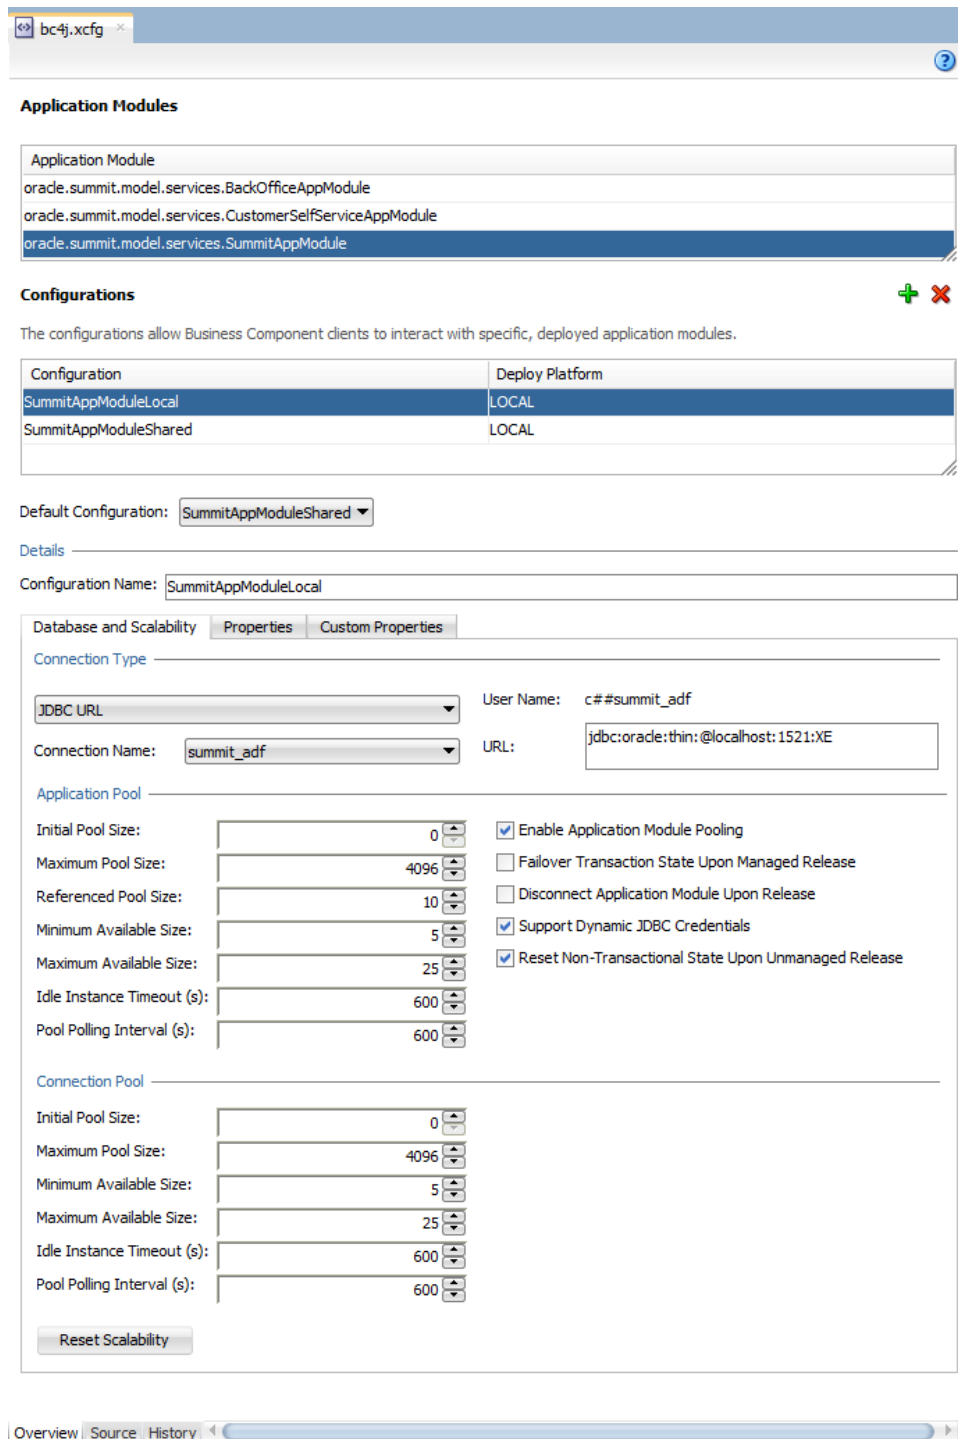 bc4j.xcfg
Application Modules
Application Module
oracle.summit.model.services.BackOfficeAppModule
oracle.summit.model.services.CustomerSelfServiceAppModule
oracle.summit.model.services.SummitAppModule
Configurations
The configurations allow Business Component clients to interact with specific, deployed application modules.
Configuration Deploy Platform
SummitAppModuleLocal LOCAL
SummitAppModuleShared LOCAL
Default Configuration: SummitAppModuleShared
Details
Configuration Name: SummitAppModuleLocal
Database and Scalability Properties Custom Properties
Connection Type
JDBC URL User Name: c##summit_adf
Connection Name: summit_adf URL: jdbc:oracle:thin:@localhost:1521:XE
Application Pool
Initial Pool Size: 0 Enable Application Module Pooling
Maximum Pool Size: 4096 Failover Transaction State Upon Managed Release
Referenced Pool Size: 10 Disconnect Application Module Upon Release
Minimum Available Size: 5 Support Dynamic JDBC Credentials
Maximum Available Size: 25 Reset Non-Transactional State Upon Unmanaged Release
Idle Instance Timeout (s): 600
Pool Polling Interval (s): 600
Connection Pool
Initial Pool Size: 0
Maximum Pool Size: 4096
Minimum Available Size: 5
Maximum Available Size: 25
Idle Instance Timeout (s): 600
Pool Polling Interval (s): 600
Reset Scalability
Overview Source History